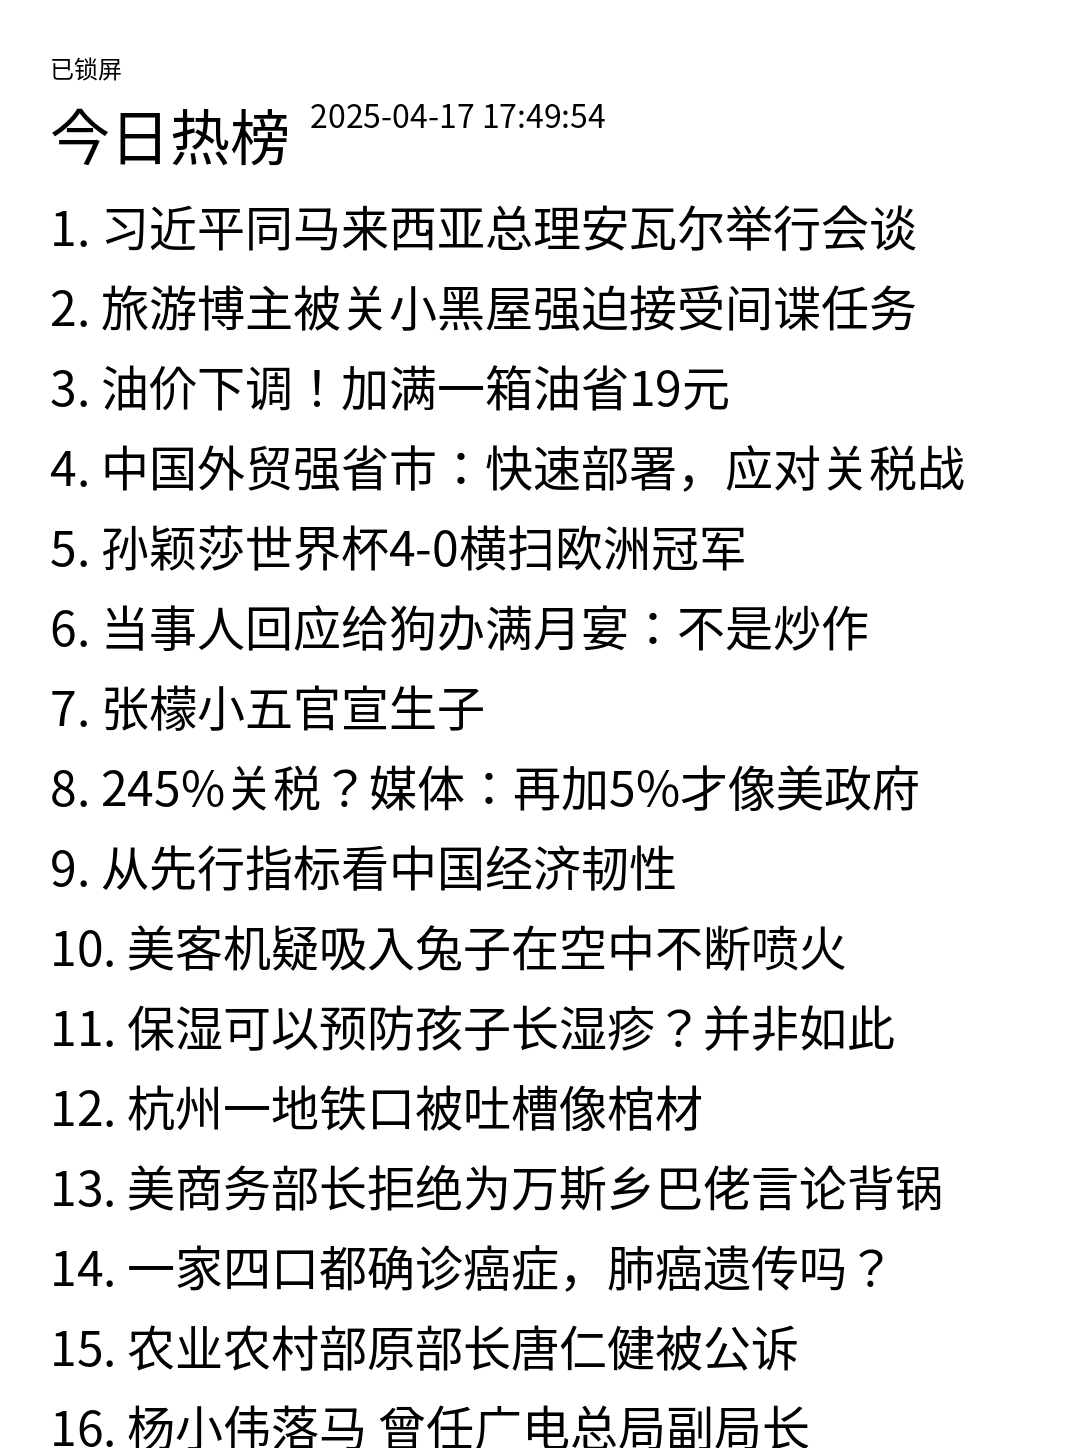 已锁屏
今日热榜 2025-04-17 17:49:54
1. 习近平同马来西亚总理安瓦尔举行会谈
2. 旅游博主被关小黑屋强迫接受间谍任务
3. 油价下调！加满一箱油省19元
4. 中国外贸强省市：快速部署，应对关税战
5. 孙颖莎世界杯4-0横扫欧洲冠军
6. 当事人回应给狗办满月宴：不是炒作
7. 张檬小五官宣生子
8. 245%关税？媒体：再加5%才像美政府
9. 从先行指标看中国经济韧性
10. 美客机疑吸入兔子在空中不断喷火
11. 保湿可以预防孩子长湿疹？并非如此
12. 杭州一地铁口被吐槽像棺材
13. 美商务部长拒绝为万斯乡巴佬言论背锅
14. 一家四口都确诊癌症，肺癌遗传吗？
15. 农业农村部原部长唐仁健被公诉
16. 杨小伟落马 曾任广电总局副局长